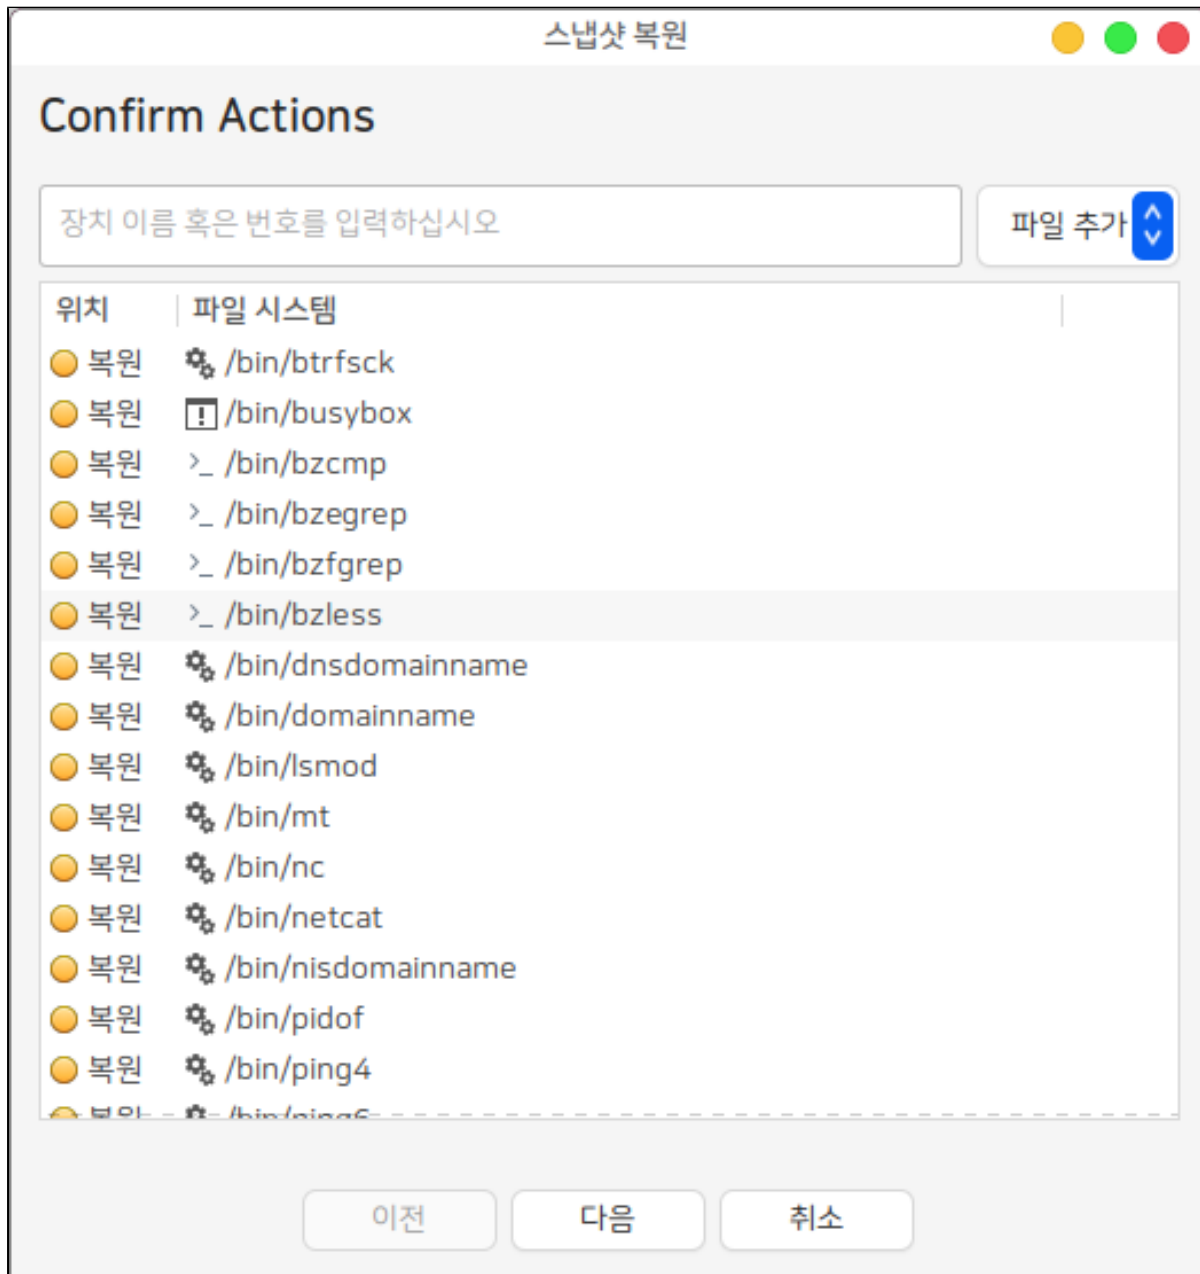 스냅샷 복원
Confirm Actions
장치 이름 혹은 번호를 입력하십시오
파일 추가
위치 파일 시스템
복원 /bin/btrfsck
복원 /bin/busybox
복원 /bin/bzcmp
복원 /bin/bzegrep
복원 /bin/bzfgrep
복원 /bin/bzless
복원 /bin/dnsdomainname
복원 /bin/domainname
복원 /bin/lsmod
복원 /bin/mt
복원 /bin/nc
복원 /bin/netcat
복원 /bin/nisdomainname
복원 /bin/pidof
복원 /bin/ping4
복원 /bin/ping6
이전 다음 취소